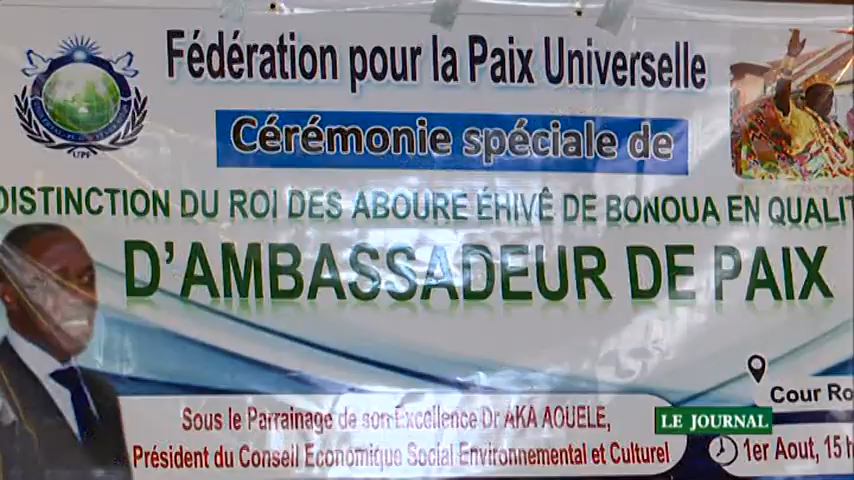 Fédération pour la Paix Universelle
Cérémonie spéciale de
DISTINCTION DU ROI DES ABOURE ÉHIVÊ DE BONOUA EN QUALIT
D'AMBASSADEUR DE PAIX
Cour Ro
Sous le Parrainage de son Excellence Dr AKA AOUELE,
Président du Conseil Economique Social Environnemental et Culturel
LE JOURNAL
1er Aout, 15h